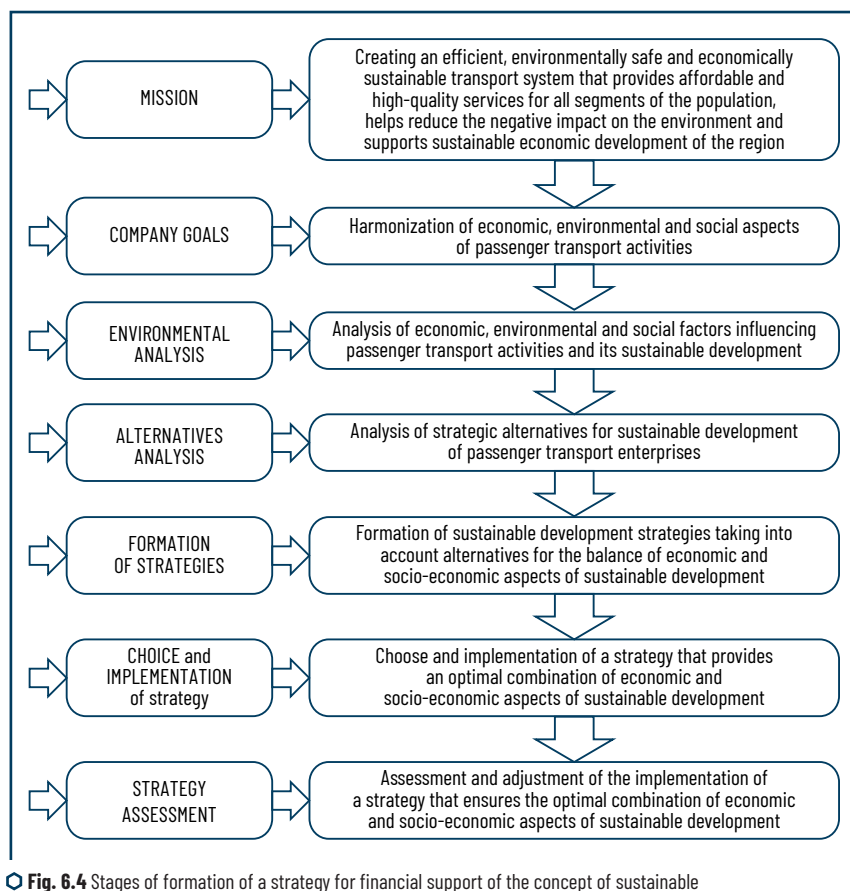 MISSION
Creating an efficient, environmentally safe and economically
sustainable transport system that provides affordable and
high-quality services for all segments of the population,
helps reduce the negative impact on the environment and
supports sustainable economic development of the region
COMPANY GOALS
Harmonization of economic, environmental and social aspects
of passenger transport activities
ENVIRONMENTAL
ANALYSIS
Analysis of economic, environmental and social factors influencing
passenger transport activities and its sustainable development
ALTERNATIVES
ANALYSIS
Analysis of strategic alternatives for sustainable development
of passenger transport enterprises
FORMATION
OF STRATEGIES
Formation of sustainable development strategies taking into
account alternatives for the balance of economic and
socio-economic aspects of sustainable development
CHOICE and
IMPLEMENTATION
of strategy
Choose and implementation of a strategy that provides
an optimal combination of economic and
socio-economic aspects of sustainable development
STRATEGY
ASSESSMENT
Assessment and adjustment of the implementation of
a strategy that ensures the optimal combination of economic
and socio-economic aspects of sustainable development
Fig. 6.4 Stages of formation of a strategy for financial support of the concept of sustainable